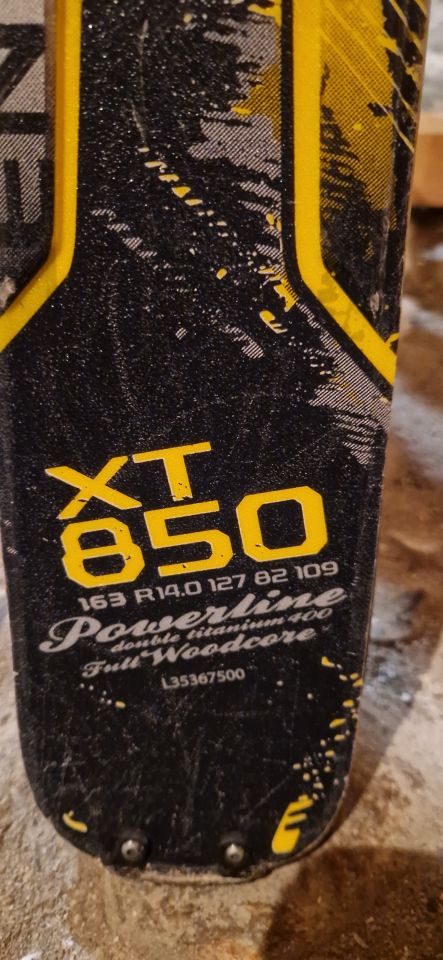 XT
850
163 R14.0 127 82 109
Powerline
double titanium 400
Full Woodcore
L35367500